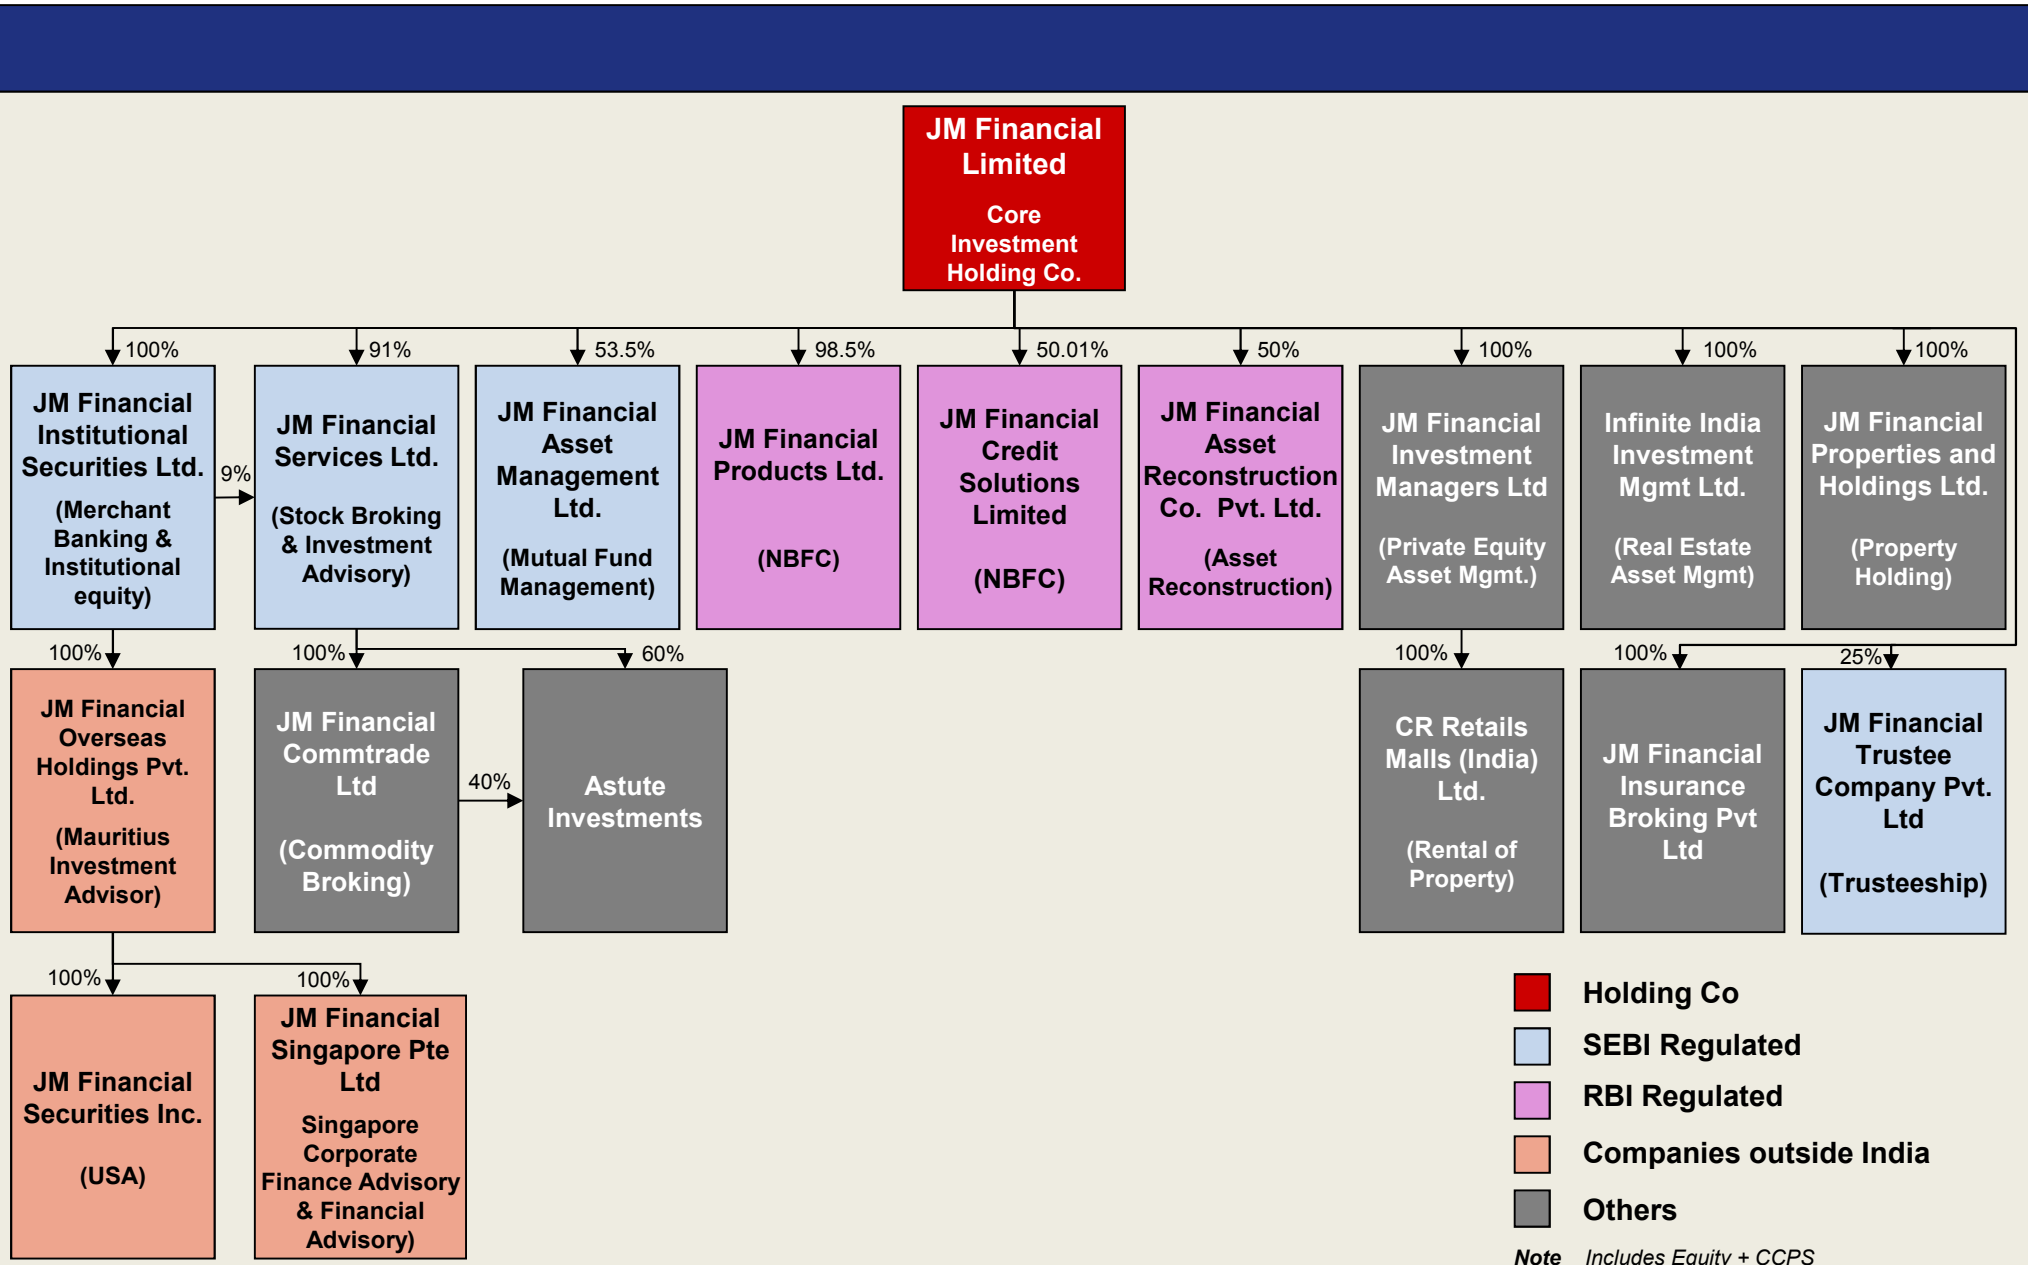 JM Financial
Limited
Core
Investment
Holding Co.
100%
91%
53.5%
98.5%
50.01%
50%
100%
100%
100%
JM Financial
Institutional
Securities Ltd.
(Merchant
Banking &
Institutional
equity)
9%
JM Financial
Services Ltd.
(Stock Broking
& Investment
Advisory)
JM Financial
Asset
Management
Ltd.
(Mutual Fund
Management)
JM Financial
Products Ltd.
(NBFC)
JM Financial
Credit
Solutions
Limited
(NBFC)
JM Financial
Asset
Reconstruction
Co. Pvt. Ltd.
(Asset
Reconstruction)
JM Financial
Investment
Managers Ltd
(Private Equity
Asset Mgmt.)
Infinite India
Investment
Mgmt Ltd.
(Real Estate
Asset Mgmt)
JM Financial
Properties and
Holdings Ltd.
(Property
Holding)
100%
100%
60%
100%
100%
25%
JM Financial
Overseas
Holdings Pvt.
Ltd.
(Mauritius
Investment
Advisor)
JM Financial
Commtrade
Ltd
(Commodity
Broking)
40%
Astute
Investments
CR Retails
Malls (India)
Ltd.
(Rental of
Property)
JM Financial
Insurance
Broking Pvt
Ltd
JM Financial
Trustee
Company Pvt.
Ltd
(Trusteeship)
100%
100%
JM Financial
Securities Inc.
(USA)
JM Financial
Singapore Pte
Ltd
Singapore
Corporate
Finance Advisory
& Financial
Advisory)
Holding Co
SEBI Regulated
RBI Regulated
Companies outside India
Others
Note Includes Equity + CCPS